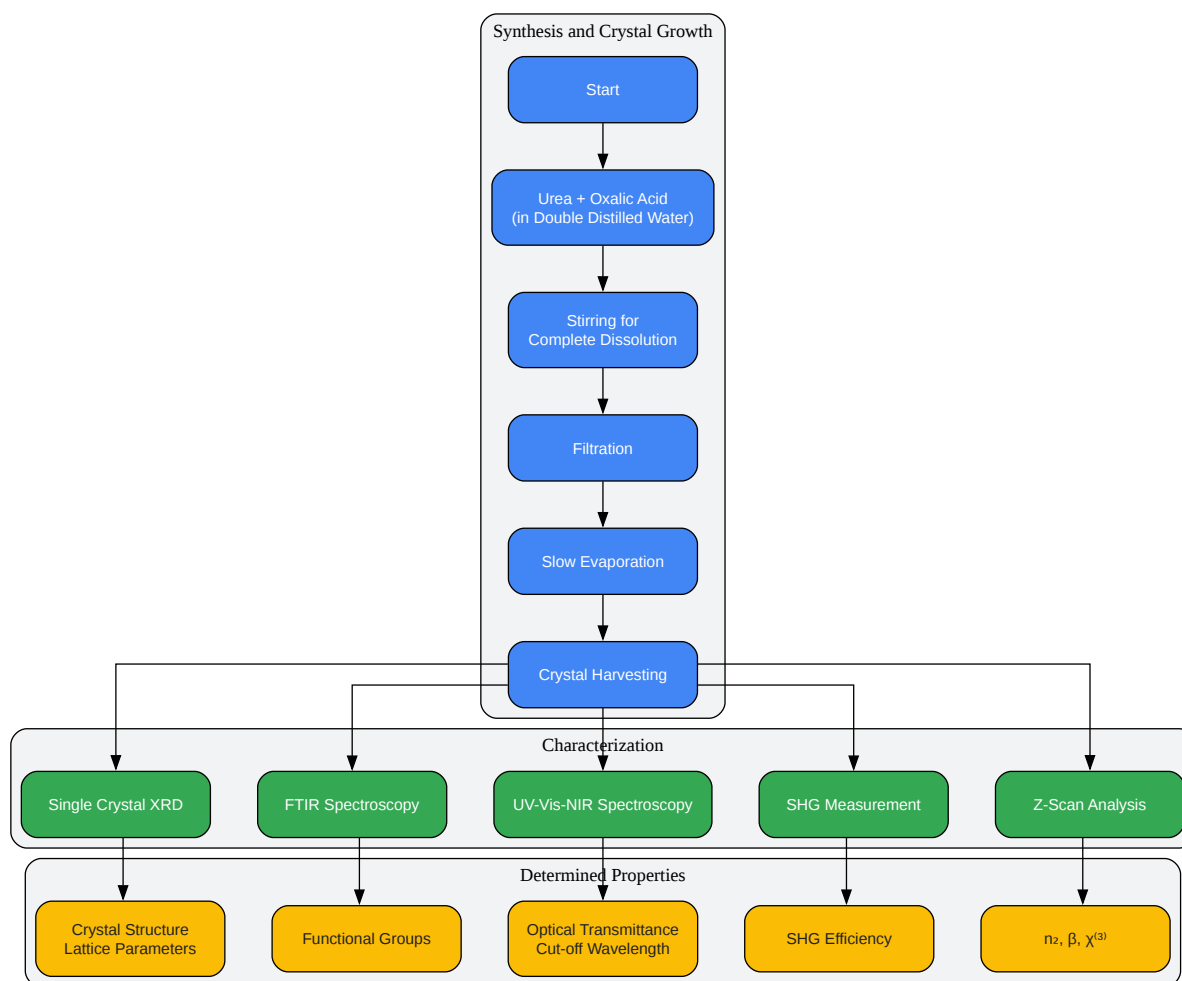 Synthesis and Crystal Growth
Start
Urea + Oxalic Acid
(in Double Distilled Water)
Stirring for
Complete Dissolution
Filtration
Slow Evaporation
Crystal Harvesting
Characterization
Single Crystal XRD
FTIR Spectroscopy
UV-Vis-NIR Spectroscopy
SHG Measurement
Z-Scan Analysis
Determined Properties
Crystal Structure
Lattice Parameters
Functional Groups
Optical Transmittance
Cut-off Wavelength
SHG Efficiency
n₂, β, χ⁽³⁾